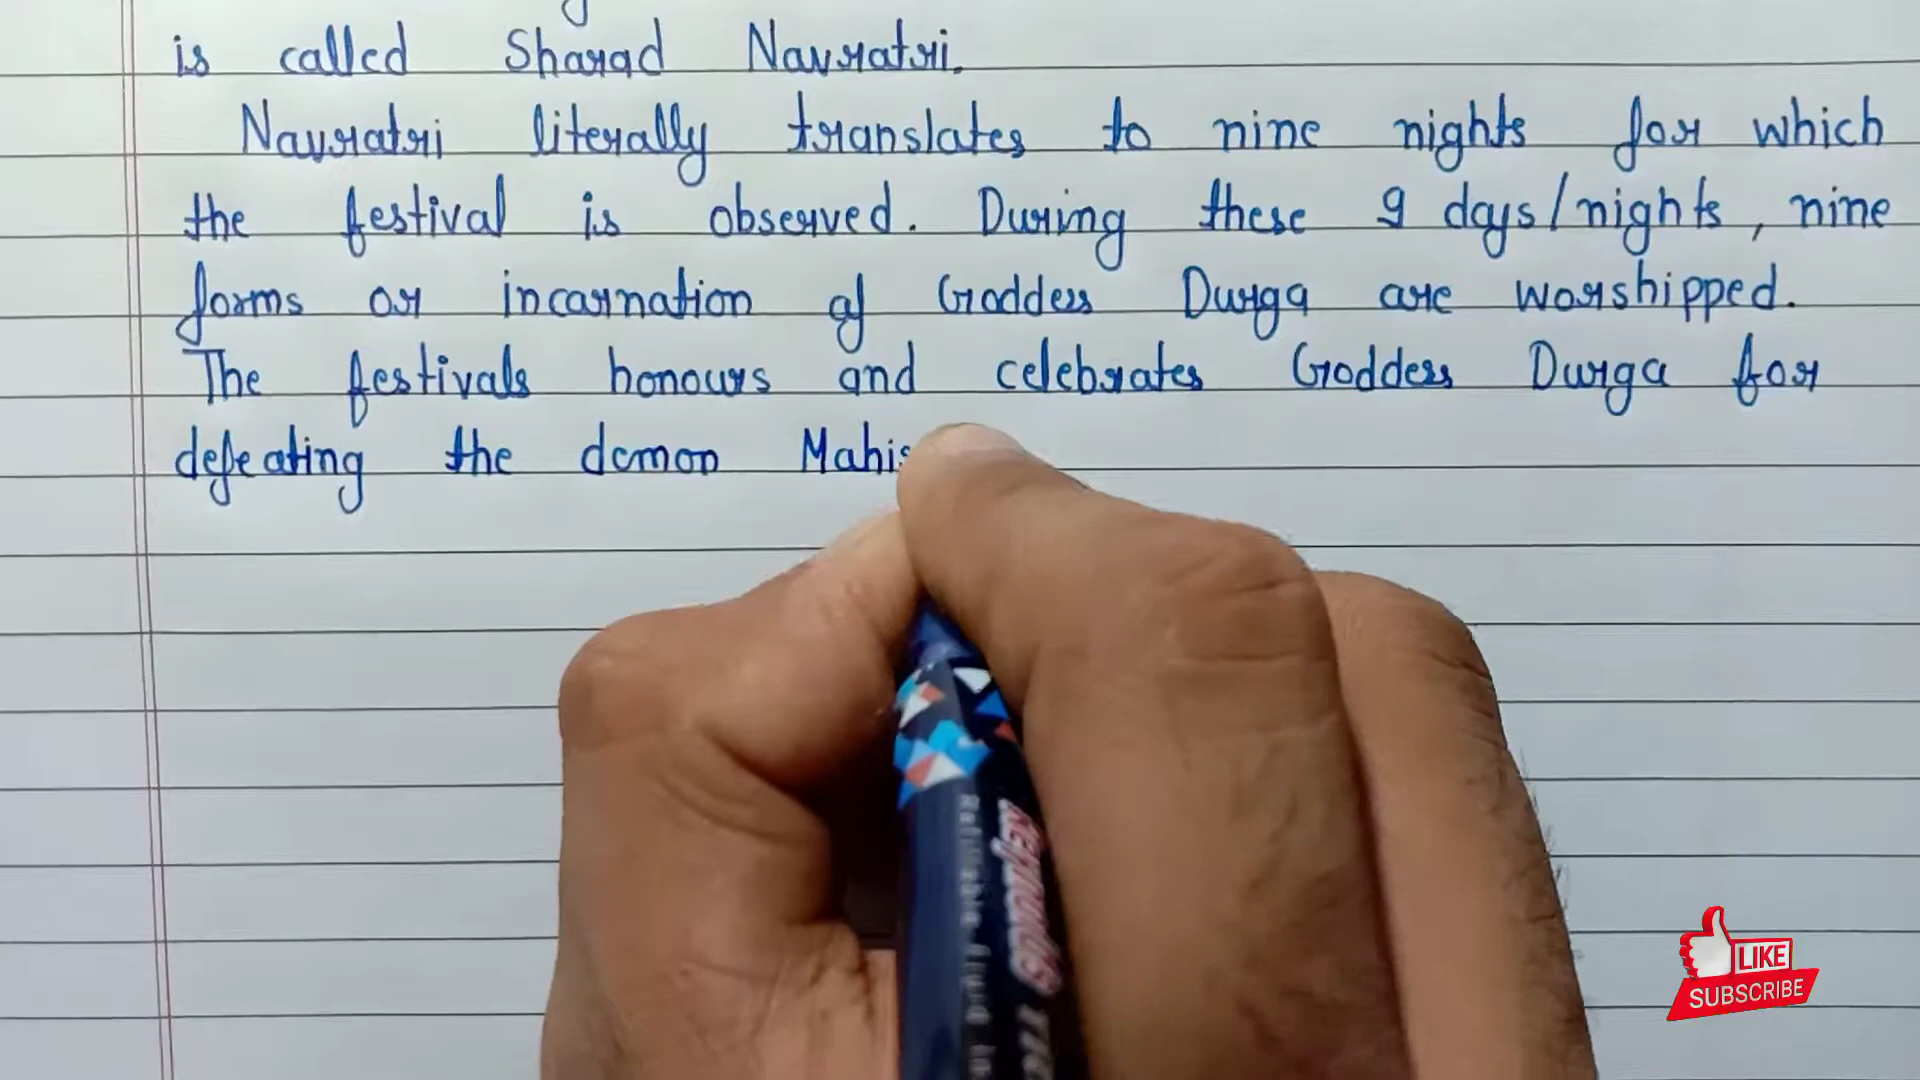 is called Sharad Navratri.
Navratri literally translates to nine nights for which
the festival is observed. During these 9 days/nights, nine
forms or incarnation of Goddess Durga are worshipped.
The festivals honours and celebrates Goddess Durga for
defeating the demon Mahis
Reynolds
LIKE
SUBSCRIBE